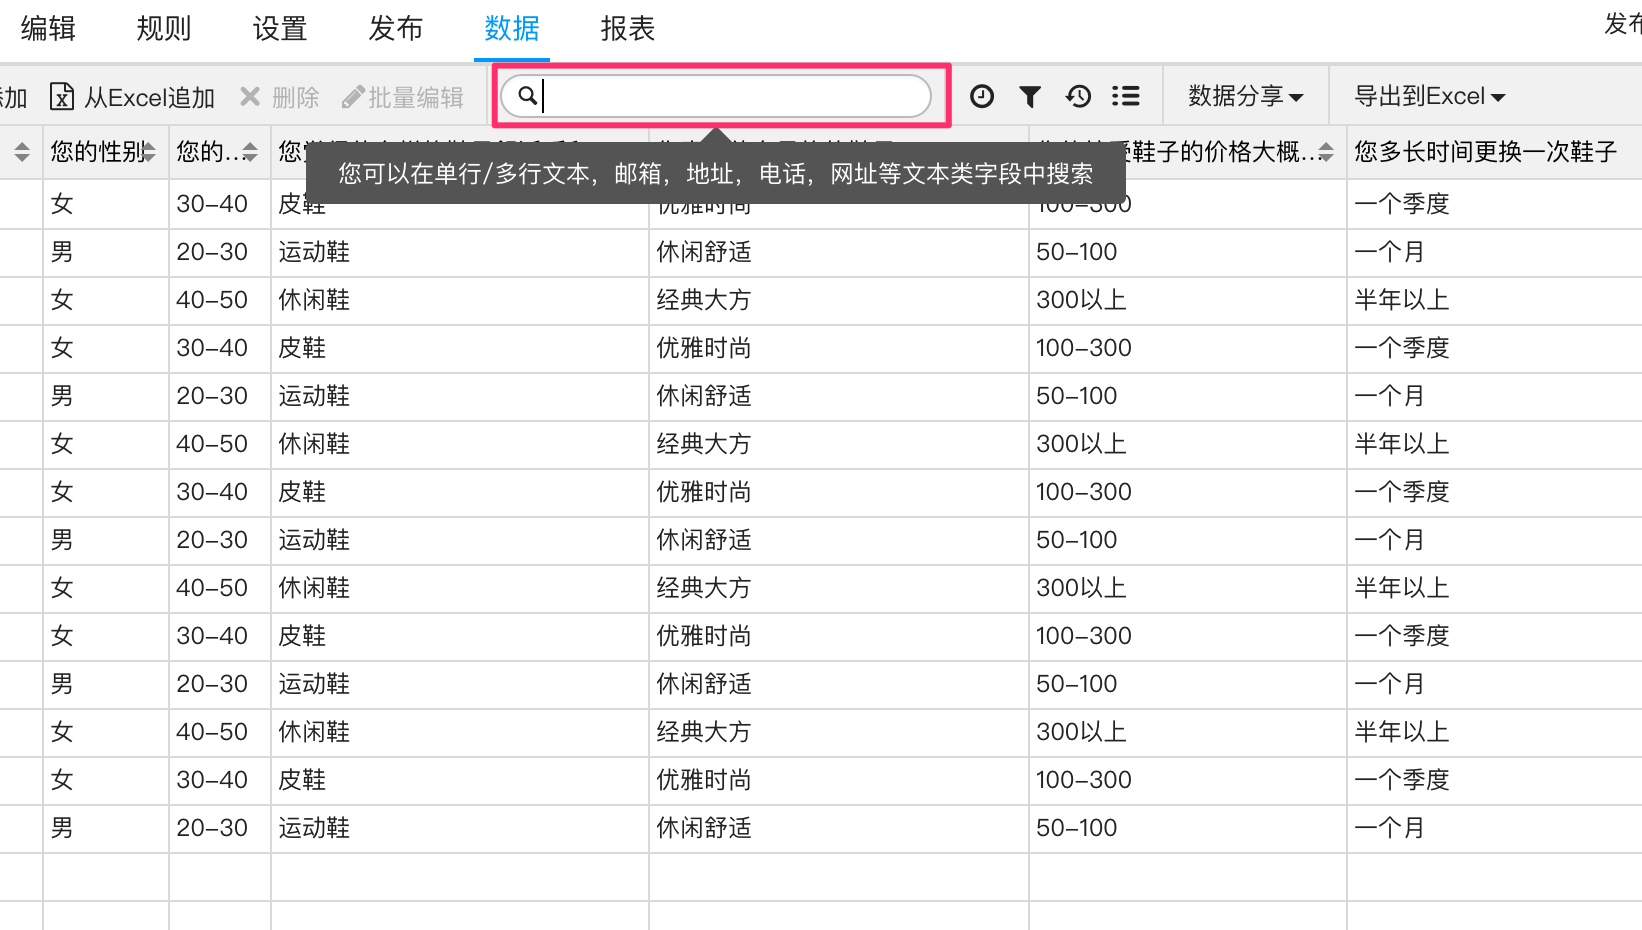 编辑 规则 设置 发布 数据 报表 发布
添加 从Excel追加 删除 批量编辑 数据分享 导出到Excel
您的性别 您的... 受鞋子的价格大概... 您多长时间更换一次鞋子
您可以在单行/多行文本，邮箱，地址，电话，网址等文本类字段中搜索
女 30-40 皮鞋 优雅时尚 100-300 一个季度
男 20-30 运动鞋 休闲舒适 50-100 一个月
女 40-50 休闲鞋 经典大方 300以上 半年以上
女 30-40 皮鞋 优雅时尚 100-300 一个季度
男 20-30 运动鞋 休闲舒适 50-100 一个月
女 40-50 休闲鞋 经典大方 300以上 半年以上
女 30-40 皮鞋 优雅时尚 100-300 一个季度
男 20-30 运动鞋 休闲舒适 50-100 一个月
女 40-50 休闲鞋 经典大方 300以上 半年以上
女 30-40 皮鞋 优雅时尚 100-300 一个季度
男 20-30 运动鞋 休闲舒适 50-100 一个月
女 40-50 休闲鞋 经典大方 300以上 半年以上
女 30-40 皮鞋 优雅时尚 100-300 一个季度
男 20-30 运动鞋 休闲舒适 50-100 一个月